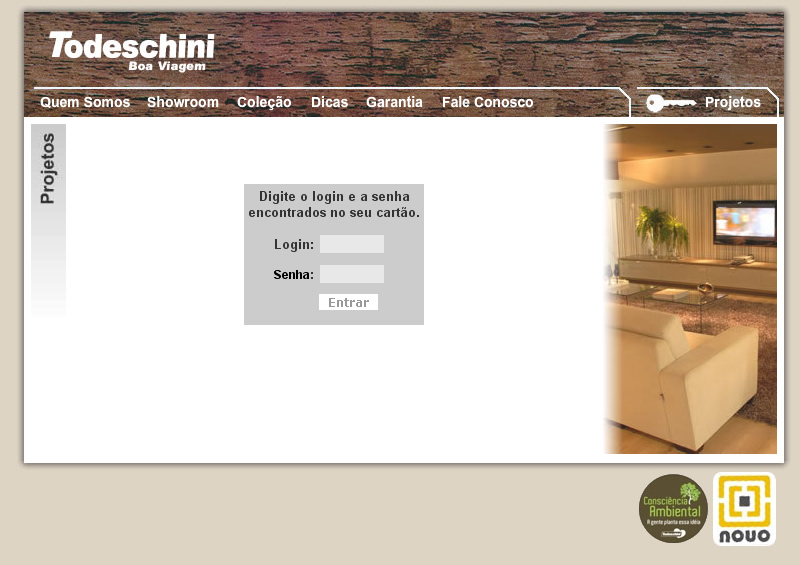 Todeschini
Boa Viagem
Quem Somos Showroom Coleção Dicas Garantia Fale Conosco Projetos
Projetos
Digite o login e a senha
encontrados no seu cartão.
Login:
Senha:
Entrar
Consciência
Ambiental
A gente planta essa idéia
Todeschini
novo